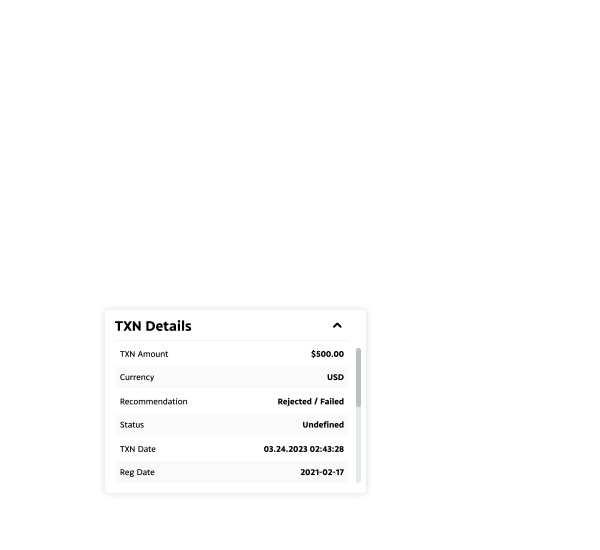 TXN Details
TXN Amount $500.00
Currency USD
Recommendation Rejected / Failed
Status Undefined
TXN Date 03.24.2023 02:43:28
Reg Date 2021-02-17